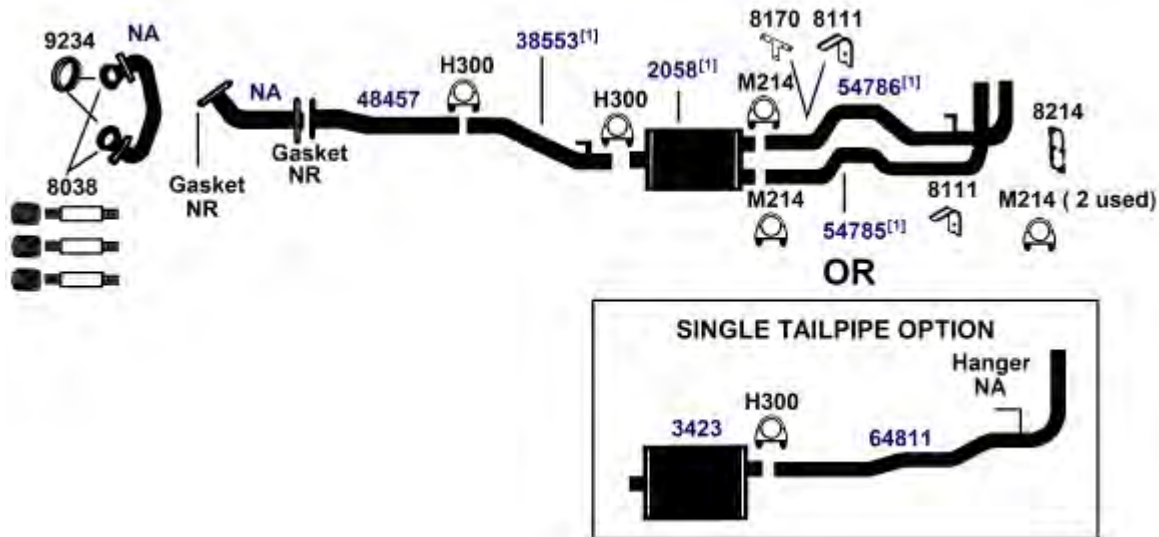 9234
NA
8038
NA
Gasket
NR
Gasket
NR
48457
H300
38553[1]
H300
2058[1]
8170
8111
M214
54786[1]
8214
M214
54785[1]
8111
M214 ( 2 used)
OR
SINGLE TAILPIPE OPTION
Hanger
NA
3423
H300
64811